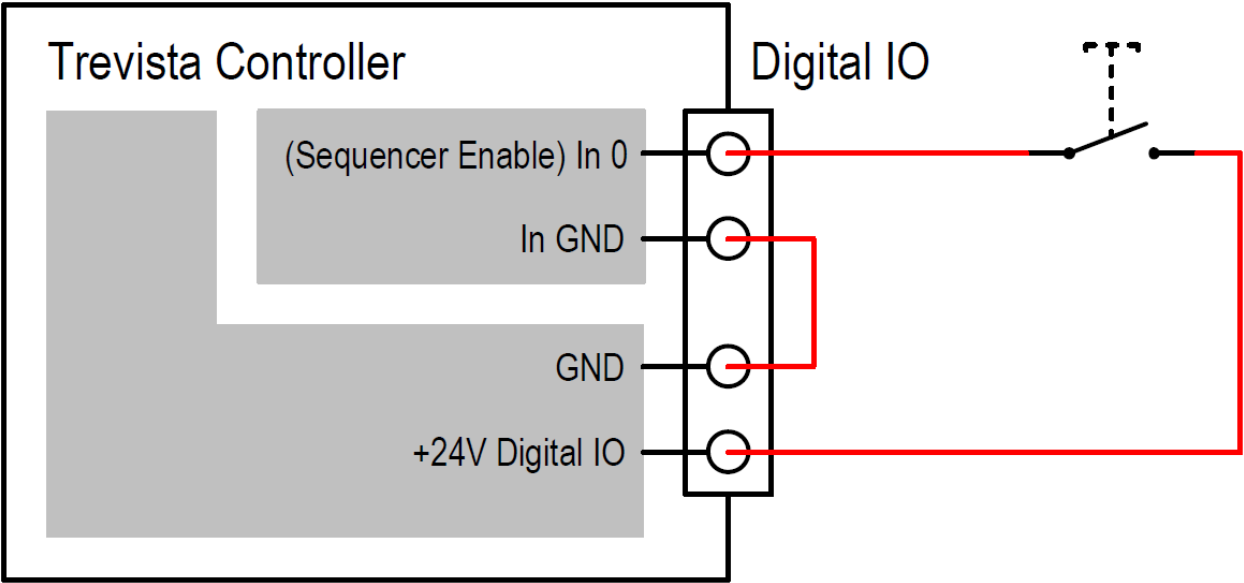 Trevista Controller
Digital IO
(Sequencer Enable) In 0
In GND
GND
+24V Digital IO